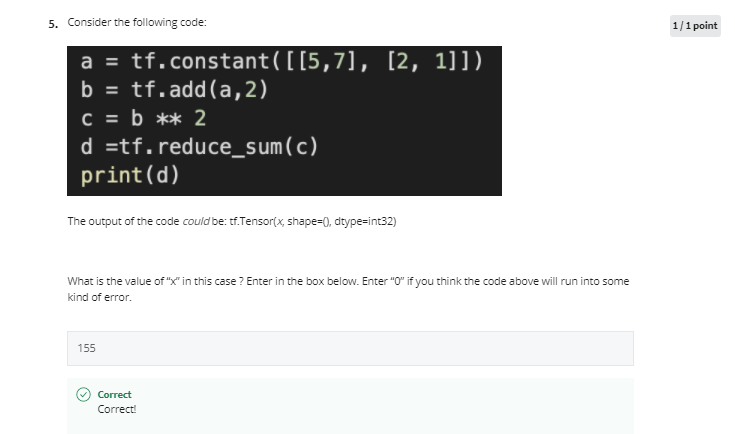 5. Consider the following code:
1 / 1 point
a = tf.constant([[5,7], [2, 1]])
b = tf.add(a,2)
c = b ** 2
d =tf.reduce_sum(c)
print(d)
The output of the code could be: tf.Tensor(x, shape=(), dtype=int32)
What is the value of "x" in this case ? Enter in the box below. Enter "0" if you think the code above will run into some
kind of error.
155
Correct
Correct!